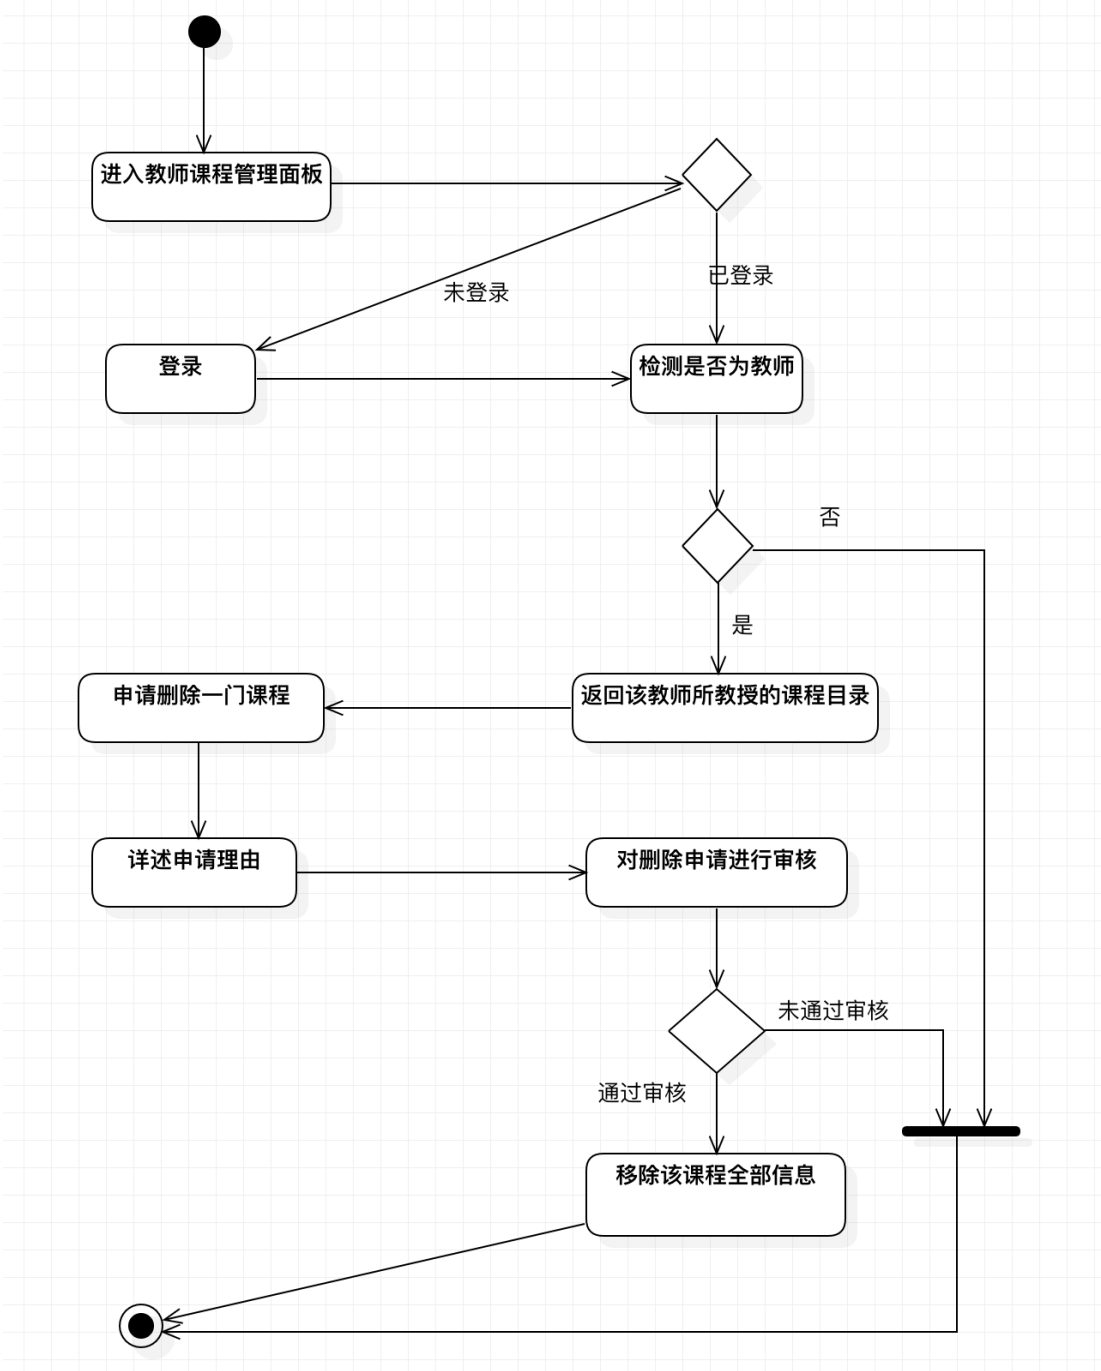 进入教师课程管理面板
已登录
未登录
登录
检测是否为教师
否
是
申请删除一门课程
返回该教师所教授的课程目录
详述申请理由
对删除申请进行审核
未通过审核
通过审核
移除该课程全部信息